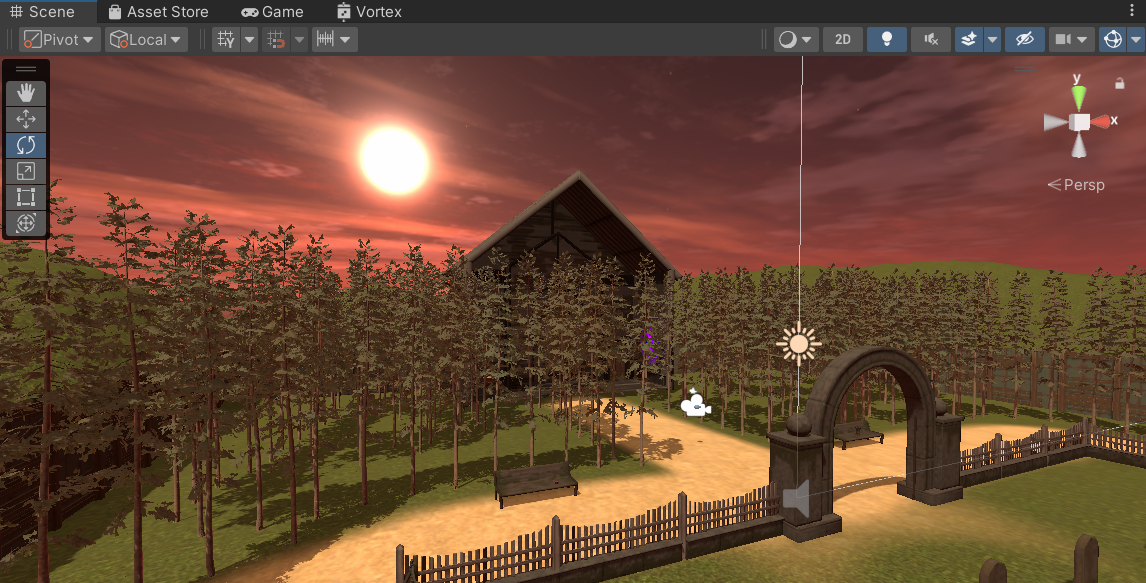 Scene Asset Store Game Vortex
Pivot Local Y 2D
y
x
Persp